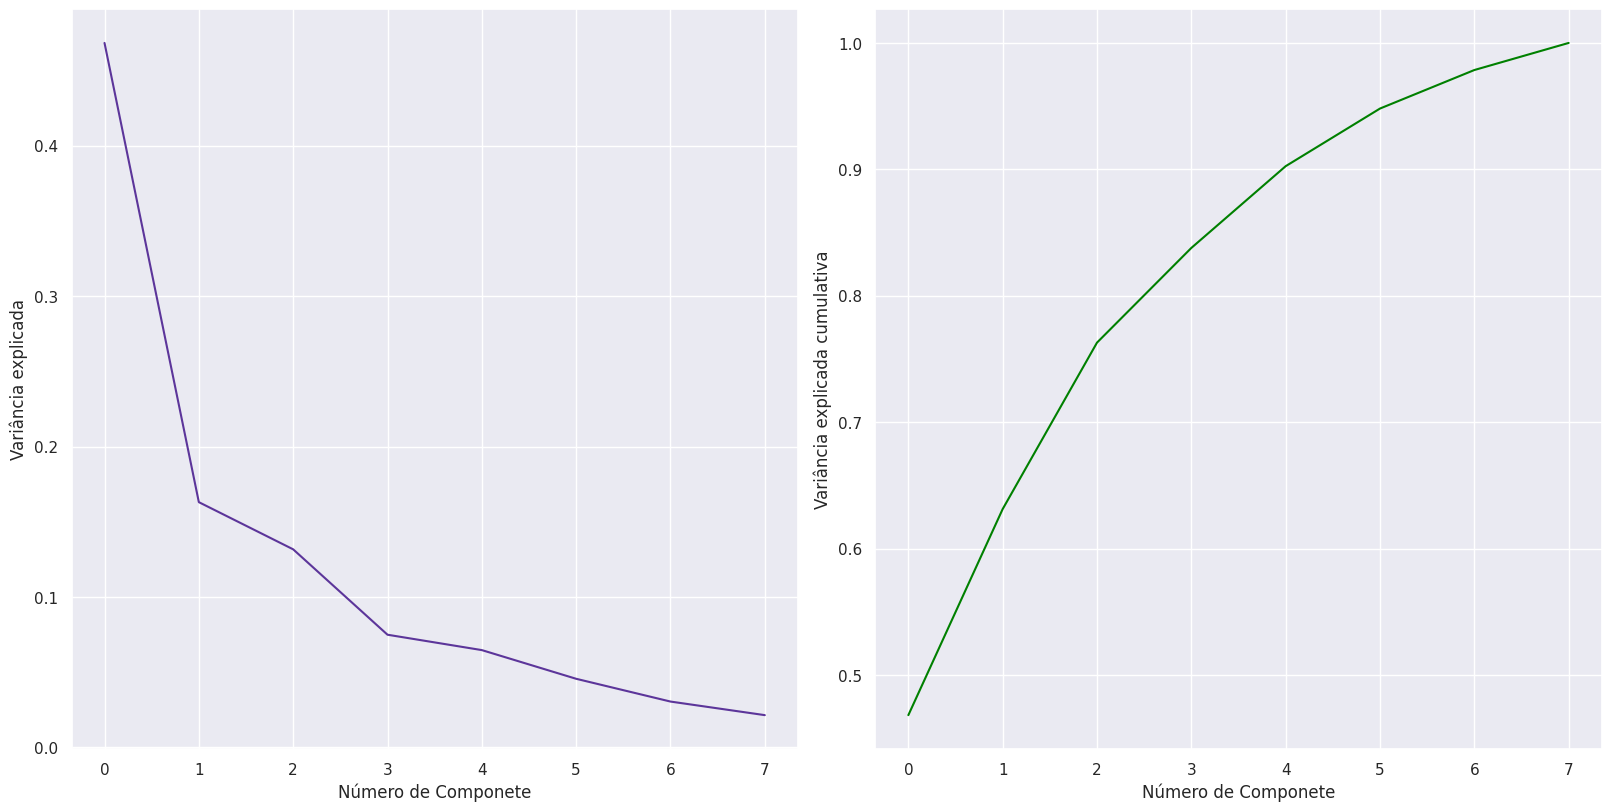 Variância explicada
0.4
0.3
0.2
0.1
0.0
0 1 2 3 4 5 6 7
Número de Componete
Variância explicada cumulativa
1.0
0.9
0.8
0.7
0.6
0.5
0 1 2 3 4 5 6 7
Número de Componete